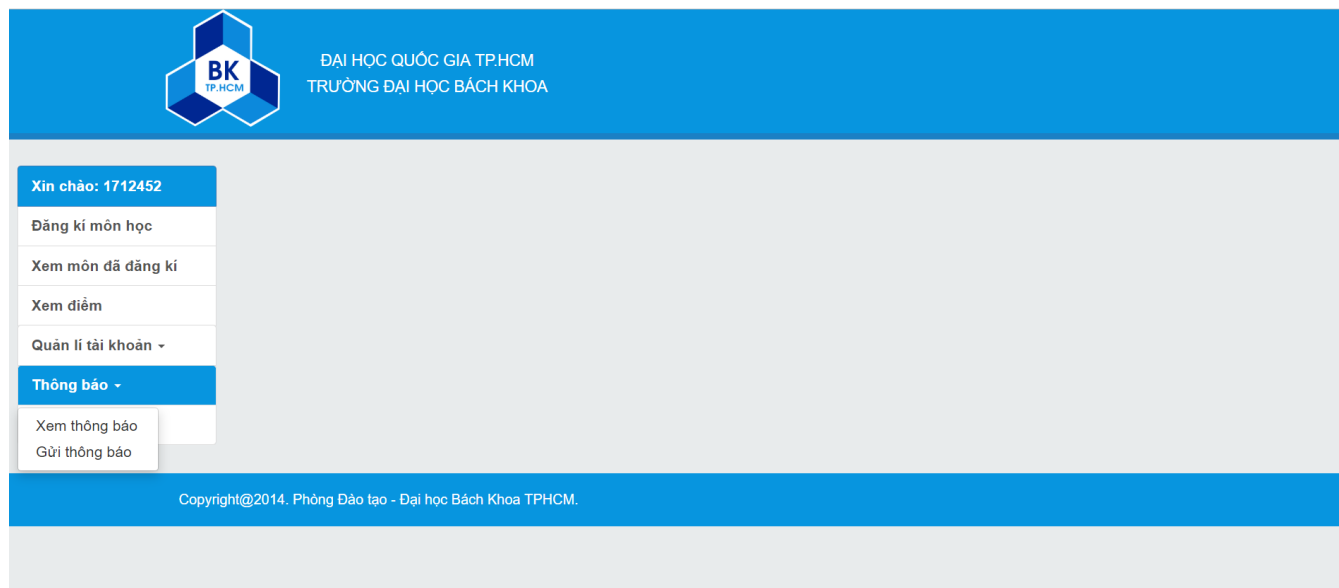 BK
TP.HCM
ĐẠI HỌC QUỐC GIA TP.HCM
TRƯỜNG ĐẠI HỌC BÁCH KHOA
Xin chào: 1712452
Đăng kí môn học
Xem môn đã đăng kí
Xem điểm
Quản lí tài khoản
Thông báo
Xem thông báo
Gửi thông báo
Copyright@2014. Phòng Đào tạo - Đại học Bách Khoa TPHCM.